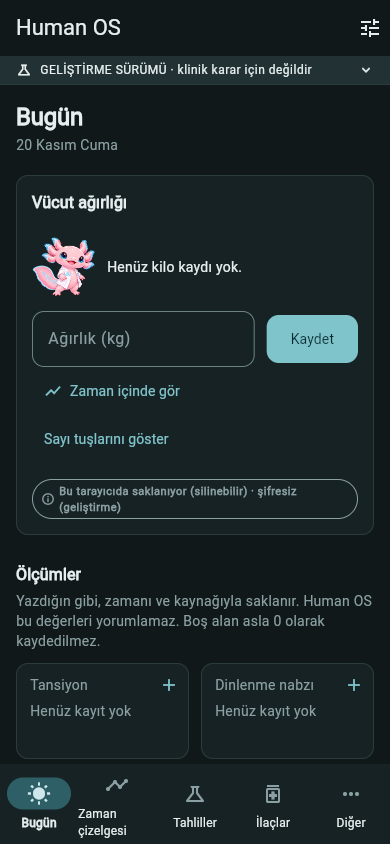 Human OS
GELİŞTİRME SÜRÜMÜ · klinik karar için değildir
Bugün
20 Kasım Cuma
Vücut ağırlığı
Henüz kilo kaydı yok.
Ağırlık (kg)
Kaydet
Zaman içinde gör
Sayı tuşlarını göster
Bu tarayıcıda saklanıyor (silinebilir) · şifresiz
(geliştirme)
Ölçümler
Yazdığın gibi, zamanı ve kaynağıyla saklanır. Human OS
bu değerleri yorumlamaz. Boş alan asla 0 olarak
kaydedilmez.
Tansiyon
Henüz kayıt yok
Dinlenme nabzı
Henüz kayıt yok
Bugün
Zaman
çizelgesi
Tahliller
İlaçlar
Diğer